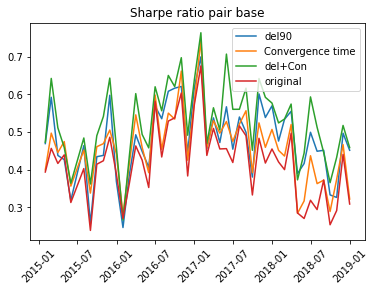 Sharpe ratio pair base
del90
Convergence time
del+Con
original
0.7
0.6
0.5
0.4
0.3
2015-01
2015-07
2016-01
2016-07
2017-01
2017-07
2018-01
2018-07
2019-01